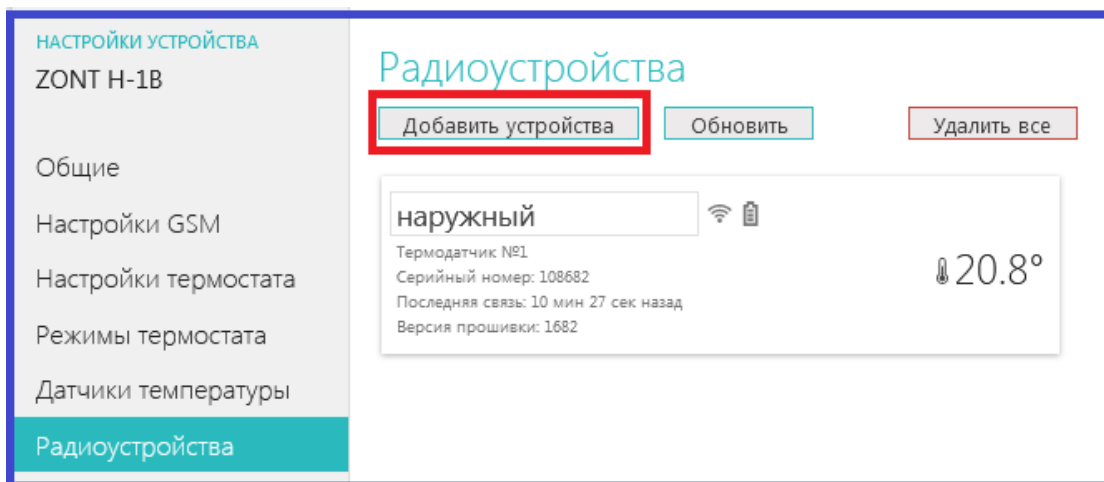 НАСТРОЙКИ УСТРОЙСТВА
ZONT H-1B
Общие
Настройки GSM
Настройки термостата
Режимы термостата
Датчики температуры
Радиоустройства
Радиоустройства
Добавить устройства
Обновить
Удалить все
наружный
Термодатчик №1
Серийный номер: 108682
Последняя связь: 10 мин 27 сек назад
Версия прошивки: 1682
20.8°